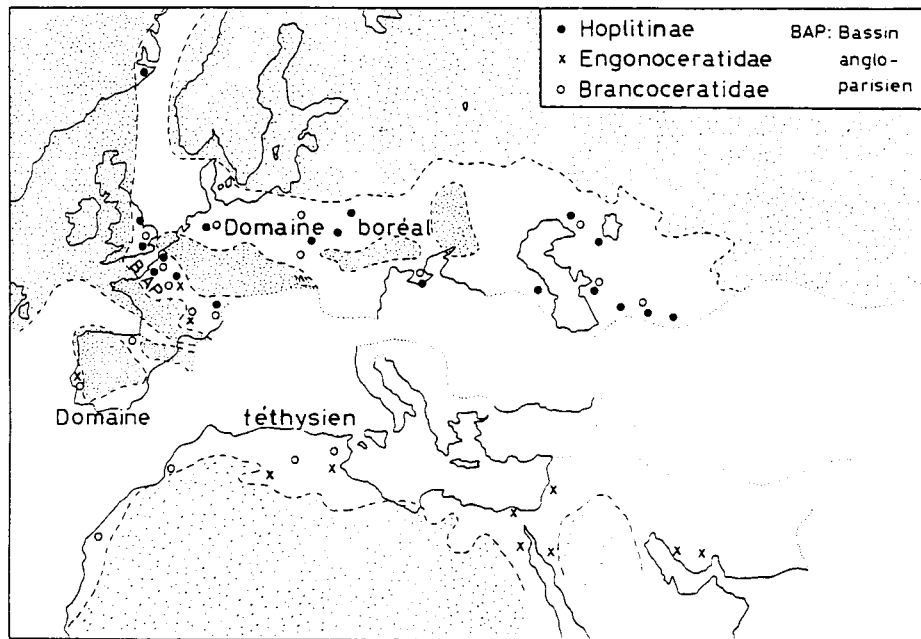 ● Hoplitinae
x Engonoceratidae
○ Brancoceratidae
BAP: Bassin
anglo-
parisien
Domaine boréal
BAP
Domaine téthysien